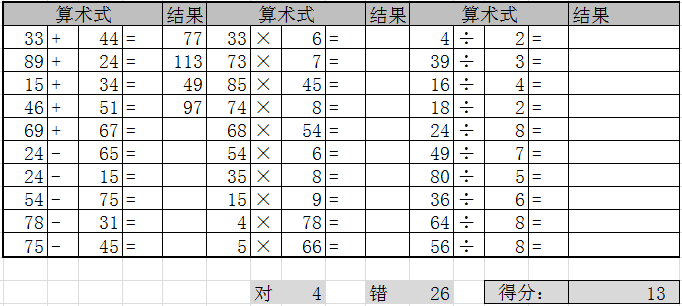 算术式 结果 算术式 结果 算术式 结果
33 + 44 = 77 33 × 6 = 4 ÷ 2 =
89 + 24 = 113 73 × 7 = 39 ÷ 3 =
15 + 34 = 49 85 × 45 = 16 ÷ 4 =
46 + 51 = 97 74 × 8 = 18 ÷ 2 =
69 + 67 = 68 × 54 = 24 ÷ 8 =
24 - 65 = 54 × 6 = 49 ÷ 7 =
24 - 15 = 35 × 8 = 80 ÷ 5 =
54 - 75 = 15 × 9 = 36 ÷ 6 =
78 - 31 = 4 × 78 = 64 ÷ 8 =
75 - 45 = 5 × 66 = 56 ÷ 8 =
对 4 错 26 得分： 13